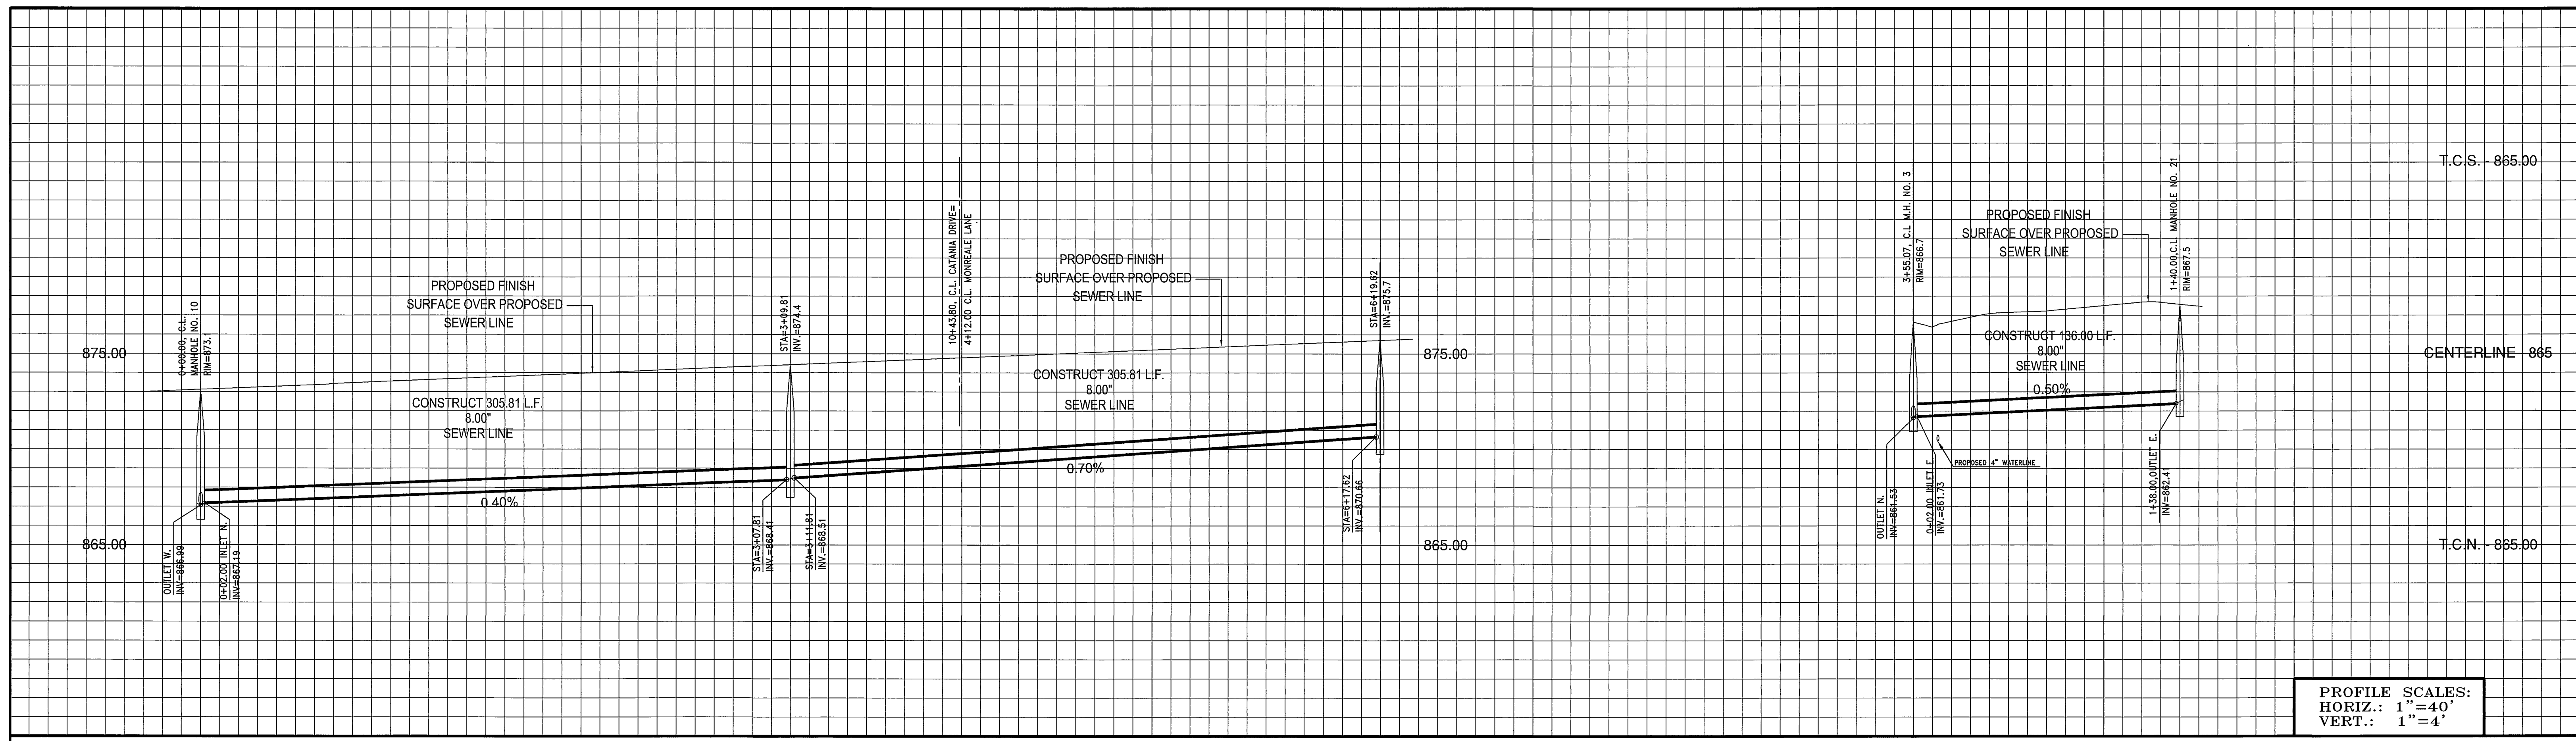 0+00.00, C.L.
MANHOLE NO. 10
RIM=873.
PROPOSED FINISH
SURFACE OVER PROPOSED
SEWER LINE
875.00
CONSTRUCT 305.81 L.F.
8.00"
SEWER LINE
0.40%
865.00
OUTLET W.
INV=866.99
0+02.00 INLET N.
INV=867.19
STA=3+09.81
INV.=874.4
STA=3+07.81
INV.=868.41
STA=3+11.81
INV.=868.51
10+43.80, C.L. CATANIA DRIVE=
4+12.00 C.L. MONREALE LANE
PROPOSED FINISH
SURFACE OVER PROPOSED
SEWER LINE
CONSTRUCT 305.81 L.F.
8.00"
SEWER LINE
0.70%
STA=6+19.62
INV.=875.7
STA=6+17.62
INV.=870.66
875.00
865.00
3+55.07, C.L M.H. NO. 3
RIM=866.7
PROPOSED FINISH
SURFACE OVER PROPOSED
SEWER LINE
1+40.00,C.L. MANHOLE NO. 21
RIM=867.5
CONSTRUCT 136.00 L.F.
8.00"
SEWER LINE
0.50%
PROPOSED 4" WATERLINE
OUTLET N.
INV=861.53
0+02.00 INLET E.
INV.=861.73
1+38.00,OUTLET E.
INV=862.41
T.C.S. - 865.00
CENTERLINE 865
T.C.N. - 865.00
PROFILE SCALES:
HORIZ.: 1"=40'
VERT.: 1"=4'